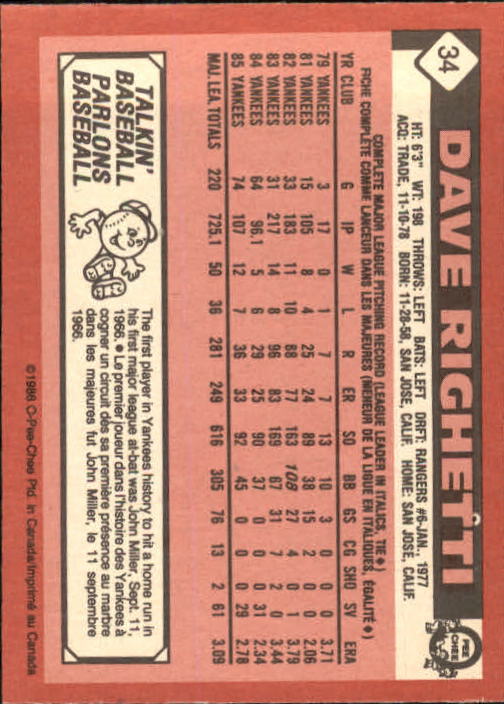 34
DAVE RIGHETTI
O PEE CHEE
HT: 6'3" WT: 198 THROWS: LEFT BATS: LEFT DRFT: RANGERS #6-JAN., 1977
ACQ: TRADE, 11-10-78 BORN: 11-28-58, SAN JOSE, CALIF. HOME: SAN JOSE, CALIF.
COMPLETE MAJOR LEAGUE PITCHING RECORD (LEAGUE LEADER IN ITALICS, TIE ♦)
FICHE COMPLÈTE COMME LANCEUR DANS LES MAJEURES (MENEUR DE LA LIGUE EN ITALIQUES, ÉGALITÉ ♦)
YR CLUB G IP W L R ER SO BB GS CG SHO SV ERA
79 YANKEES 3 17 0 1 7 7 13 10 3 0 0 0 3.71
81 YANKEES 15 105 8 4 25 24 89 38 15 2 0 0 2.06
82 YANKEES 33 183 11 10 88 77 163 108 27 4 0 1 3.79
83 YANKEES 31 217 14 8 96 83 169 67 31 7 2 0 3.44
84 YANKEES 64 96.1 5 6 29 25 90 37 0 0 0 31 2.34
85 YANKEES 74 107 12 7 36 33 92 45 0 0 0 29 2.78
MAJ. LEA. TOTALS 220 725.1 50 36 281 249 616 305 76 13 2 61 3.09
TALKIN'
BASEBALL
PARLONS
BASEBALL
The first player in Yankees history to hit a home run in
his first major league at-bat was John Miller, Sept. 11,
1966. ● Le premier joueur dans l'histoire des Yankees à
cogner un circuit dès sa première présence au marbre
dans les majeures fut John Miller, le 11 septembre
1966.
©1986 O-Pee-Chee Ptd. in Canada/Imprimé au Canada